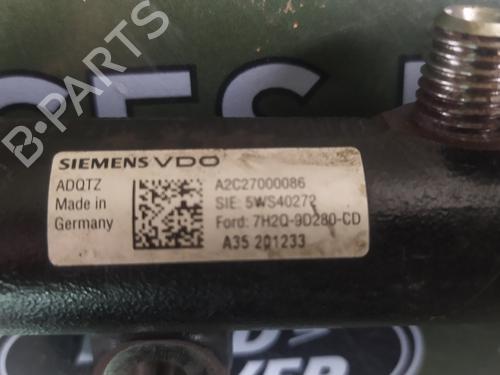 B-PARTS
SIEMENS VDO
ADQTZ
Made in
Germany
A2C27000086
SIE: 5WS40272
Ford: 7H2Q-9D280-CD
A35 201233